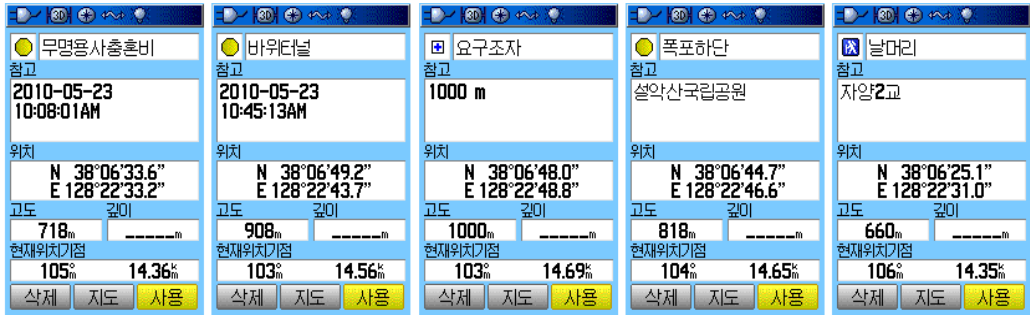 3D
무명용사충혼비
참고
2010-05-23
10:08:01AM
위치
N 38°06'33.6"
E 128°22'33.2"
고도 깊이
718m _____m
현재위치기점
105°m 14.36km
삭제 지도 사용
3D
바위터널
참고
2010-05-23
10:45:13AM
위치
N 38°06'49.2"
E 128°22'43.7"
고도 깊이
908m _____m
현재위치기점
103°m 14.56km
삭제 지도 사용
3D
요구조자
참고
1000 m
위치
N 38°06'48.0"
E 128°22'48.8"
고도 깊이
1000m _____m
현재위치기점
103°m 14.69km
삭제 지도 사용
3D
폭포하단
참고
설악산국립공원
위치
N 38°06'44.7"
E 128°22'46.6"
고도 깊이
818m _____m
현재위치기점
104°m 14.65km
삭제 지도 사용
3D
날머리
참고
자양2교
위치
N 38°06'25.1"
E 128°22'31.0"
고도 깊이
660m _____m
현재위치기점
106°m 14.35km
삭제 지도 사용